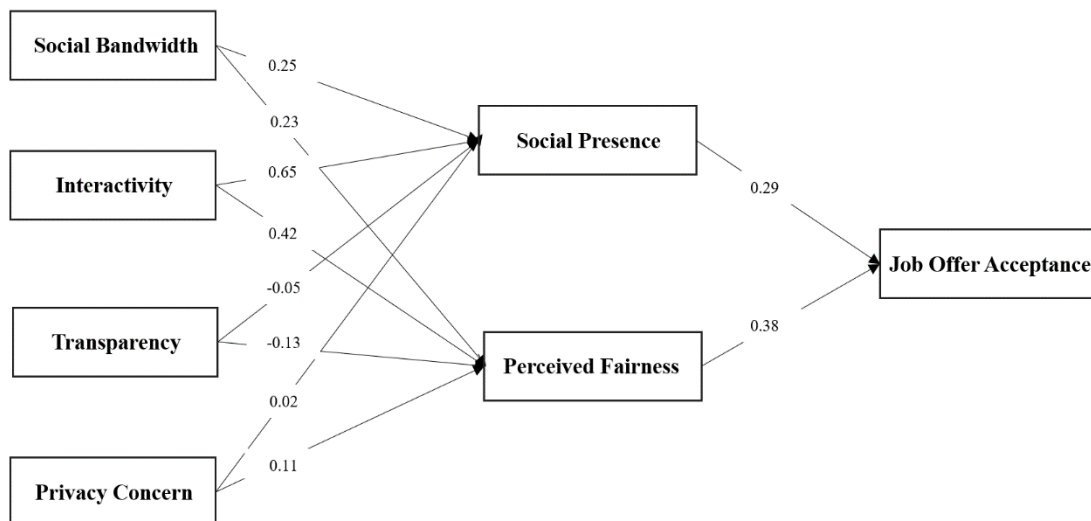 Social Bandwidth
0.25
0.23
Social Presence
Interactivity
0.65
0.29
0.42
Job Offer Acceptance
-0.05
Transparency
-0.13
0.38
Perceived Fairness
0.02
0.11
Privacy Concern